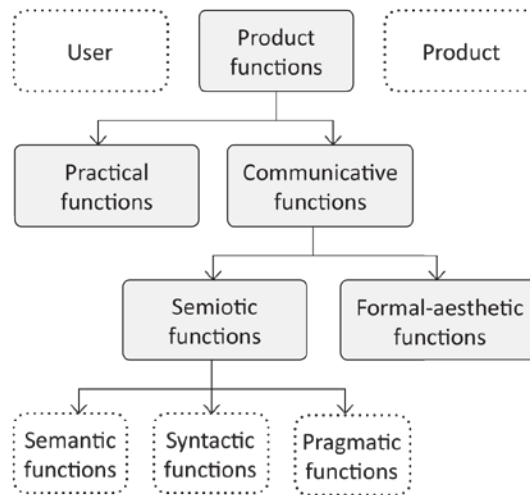 User
Product
functions
Product
Practical
functions
Communicative
functions
Semiotic
functions
Formal-aesthetic
functions
Semantic
functions
Syntactic
functions
Pragmatic
functions